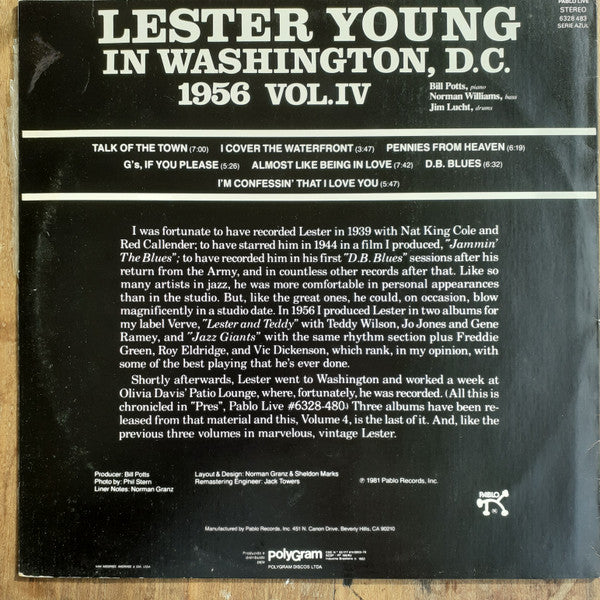 PABLO LIVE
STEREO
6328 483
SERIE AZUL
LESTER YOUNG
IN WASHINGTON, D.C.
1956 VOL.IV
Bill Potts, piano
Norman Williams, bass
Jim Lucht, drums
TALK OF THE TOWN (7:00) I COVER THE WATERFRONT (3:47) PENNIES FROM HEAVEN (6:19)
G's, IF YOU PLEASE (5:26) ALMOST LIKE BEING IN LOVE (7:42) D.B. BLUES (6:32)
I'M CONFESSIN' THAT I LOVE YOU (5:47)
I was fortunate to have recorded Lester in 1939 with Nat King Cole and
Red Callender; to have starred him in 1944 in a film I produced, "Jammin'
The Blues"; to have recorded him in his first "D.B. Blues" sessions after his
return from the Army, and in countless other records after that. Like so
many artists in jazz, he was more comfortable in personal appearances
than in the studio. But, like the great ones, he could, on occasion, blow
magnificently in a studio date. In 1956 I produced Lester in two albums for
my label Verve, "Lester and Teddy" with Teddy Wilson, Jo Jones and Gene
Ramey, and "Jazz Giants" with the same rhythm section plus Freddie
Green, Roy Eldridge, and Vic Dickenson, which rank, in my opinion, with
some of the best playing that he's ever done.
Shortly afterwards, Lester went to Washington and worked a week at
Olivia Davis' Patio Lounge, where, fortunately, he was recorded. (All this is
chronicled in "Pres", Pablo Live #6328-480.) Three albums have been re-
leased from that material and this, Volume 4, is the last of it. And, like the
previous three volumes in marvelous, vintage Lester.
Producer: Bill Potts
Photo by: Phil Stern
Liner Notes: Norman Granz
Layout & Design: Norman Granz & Sheldon Marks
Remastering Engineer: Jack Towers
℗ 1981 Pablo Records, Inc.
PABLO
Manufactured by Pablo Records, Inc. 451 N. Canon Drive, Beverly Hills, CA 90210
Produzido e
distribuído
pela
polyGram
POLYGRAM DISCOS LTDA